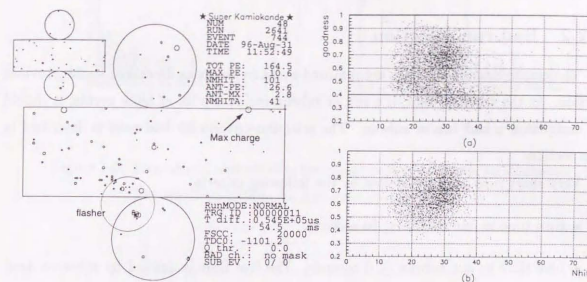 ★ Super Kamiokande ★
NUM 48
RUN 2641
EVENT 744
DATE 96-Aug-31
TIME 11:52:49
TOT PE: 164.5
MAX PE: 10.6
NMHIT : 101
ANT-PE: 26.6
ANT-MX: 2.8
NMHITA: 41
Max charge
flasher
RunMODE:NORMAL
TRG ID :00000011
T diff.:0.545E+05us
: 54.5 ms
FSCC: 20000
TDC0: -1101.2
Q thr. : 0.0
BAD ch.: no mask
SUB EV : 0/ 0
goodness
1
0.9
0.8
0.7
0.6
0.5
0.4
0.3
0.2
0 10 20 30 40 50 60 70 80
(a)
1
0.9
0.8
0.7
0.6
0.5
0.4
0.3
0.2
0 10 20 30 40 50 60 70 80
(b)
Nhit